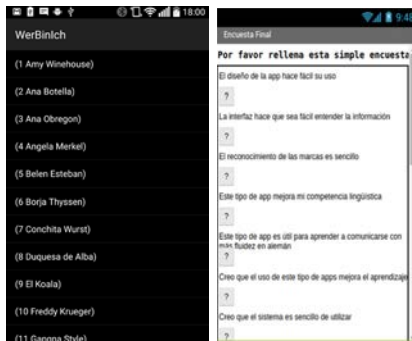 18:00
WerBinIch
(1 Amy Winehouse)
(2 Ana Botella)
(3 Ana Obregon)
(4 Angela Merkel)
(5 Belen Esteban)
(6 Borja Thyssen)
(7 Conchita Wurst)
(8 Duquesa de Alba)
(9 El Koala)
(10 Freddy Krueger)
(11 Gangna Style)
9:48
Encuesta Final
Por favor rellena esta simple encuesta
El diseño de la app hace fácil su uso
?
La interfaz hace que sea fácil entender la información
?
El reconocimiento de las marcas es sencillo
?
Este tipo de app mejora mi competencia lingüística
?
Este tipo de app es útil para aprender a comunicarse con
más fluidez en alemán
?
Creo que el uso de este tipo de apps mejora el aprendizaje
?
Creo que el sistema es sencillo de utilizar
?